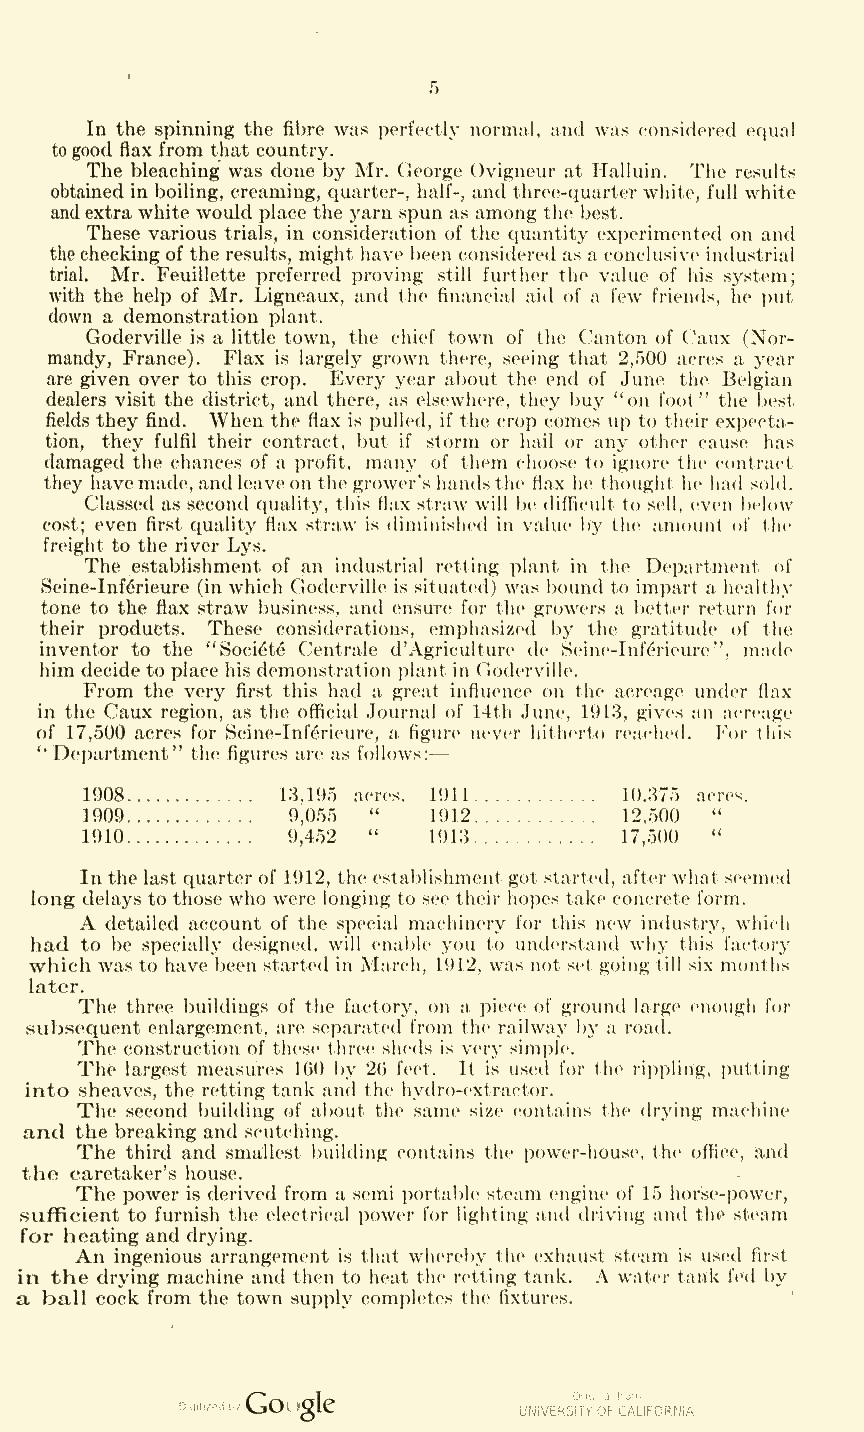 5
In the spinning the fibre was perfectly normal, and was considered equal
to good flax from that country.
The bleaching was done by Mr. George Ovigneur at Halluin. The results
obtained in boiling, creaming, quarter-, half-, and three-quarter white, full white
and extra white would place the yarn spun as among the best.
These various trials, in consideration of the quantity experimented on and
the checking of the results, might have been considered as a conclusive industrial
trial. Mr. Feuillette preferred proving still further the value of his system;
with the help of Mr. Ligneaux, and the financial aid of a few friends, he put
down a demonstration plant.
Goderville is a little town, the chief town of the Canton of Caux (Nor-
mandy, France). Flax is largely grown there, seeing that 2,500 acres a year
are given over to this crop. Every year about the end of June the Belgian
dealers visit the district, and there, as elsewhere, they buy "on foot" the best
fields they find. When the flax is pulled, if the crop comes up to their expecta-
tion, they fulfil their contract, but if storm or hail or any other cause has
damaged the chances of a profit, many of them choose to ignore the contract
they have made, and leave on the grower's hands the flax he thought he had sold.
Classed as second quality, this flax straw will be difficult to sell, even below
cost; even first quality flax straw is diminished in value by the amount of the
freight to the river Lys.
The establishment of an industrial retting plant in the Department of
Seine-Inférieure (in which Goderville is situated) was bound to impart a healthy
tone to the flax straw business, and ensure for the growers a better return for
their products. These considerations, emphasized by the gratitude of the
inventor to the "Société Centrale d'Agriculture de Seine-Inférieure", made
him decide to place his demonstration plant in Goderville.
From the very first this had a great influence on the acreage under flax
in the Caux region, as the official Journal of 14th June, 1913, gives an acreage
of 17,500 acres for Seine-Inférieure, a figure never hitherto reached. For this
"Department" the figures are as follows:—
1908............. 13,195 acres. 1911............ 10,375 acres.
1909............. 9,055 " 1912............ 12,500 "
1910............. 9,452 " 1913............ 17,500 "
In the last quarter of 1912, the establishment got started, after what seemed
long delays to those who were longing to see their hopes take concrete form.
A detailed account of the special machinery for this new industry, which
had to be specially designed, will enable you to understand why this factory
which was to have been started in March, 1912, was not set going till six months
later.
The three buildings of the factory, on a piece of ground large enough for
subsequent enlargement, are separated from the railway by a road.
The construction of these three sheds is very simple.
The largest measures 160 by 26 feet. It is used for the rippling, putting
into sheaves, the retting tank and the hydro-extractor.
The second building of about the same size contains the drying machine
and the breaking and scutching.
The third and smallest building contains the power-house, the office, and
the caretaker's house.
The power is derived from a semi portable steam engine of 15 horse-power,
sufficient to furnish the electrical power for lighting and driving and the steam
for heating and drying.
An ingenious arrangement is that whereby the exhaust steam is used first
in the drying machine and then to heat the retting tank. A water tank fed by
a ball cock from the town supply completes the fixtures.
Digitized by Google
Original from
UNIVERSITY OF CALIFORNIA